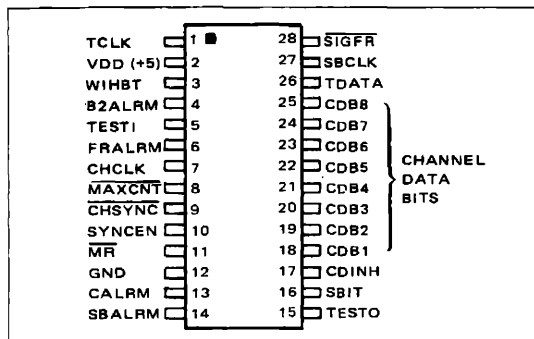 TCLK 1 28 SIGFR
VDD (+5) 2 27 SBCLK
WIHBT 3 26 TDATA
B2ALRM 4 25 CDB8
TESTI 5 24 CDB7
FRALRM 6 23 CDB6
CHCLK 7 22 CDB5
MAXCNT 8 21 CDB4
CHSYNC 9 20 CDB3
SYNCEN 10 19 CDB2
MR 11 18 CDB1
GND 12 17 CDINH
CALRM 13 16 SBIT
SBALRM 14 15 TESTO
CHANNEL
DATA
BITS